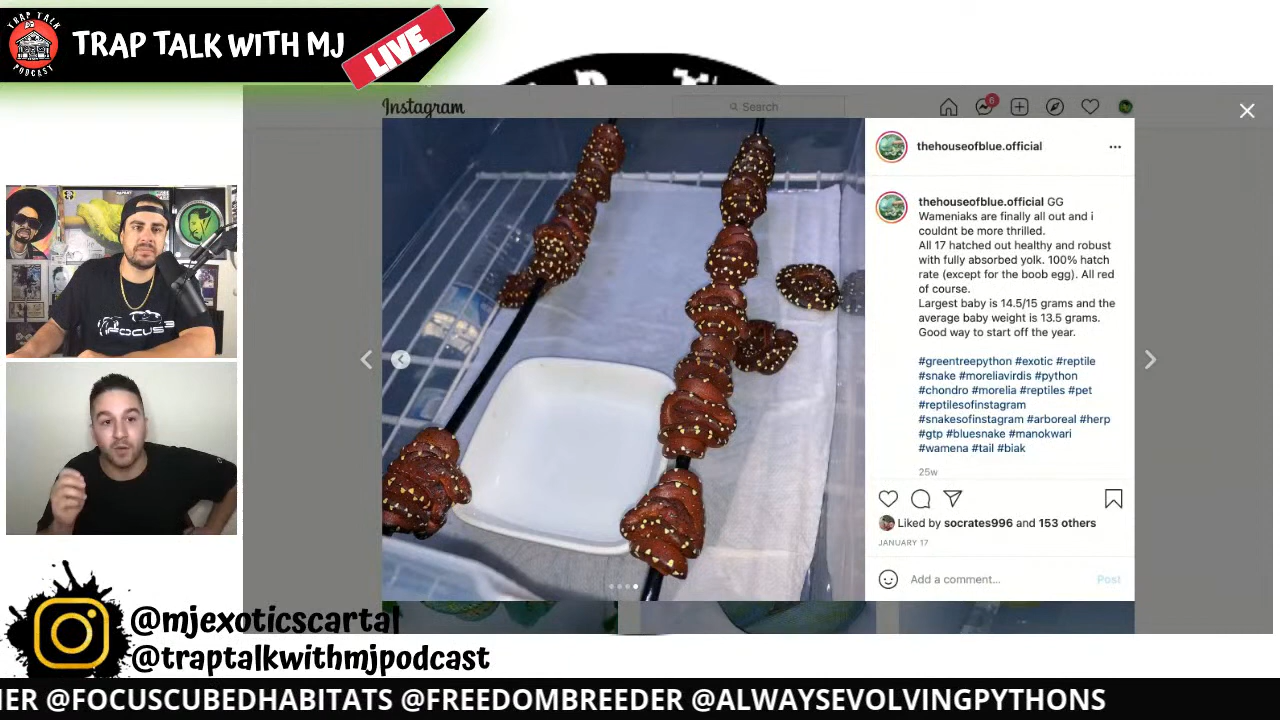 TRAP TALK
PODCAST
TRAP TALK WITH MJ
LIVE
Instagram
Search
6
thehouseofblue.official
thehouseofblue.official GG
Wameniaks are finally all out and i
couldnt be more thrilled.
All 17 hatched out healthy and robust
with fully absorbed yolk. 100% hatch
rate (except for the boob egg). All red
of course.
Largest baby is 14.5/15 grams and the
average baby weight is 13.5 grams.
Good way to start off the year.
#greentreepython #exotic #reptile
#snake #moreliavirdis #python
#chondro #morelia #reptiles #pet
#reptilesofinstagram
#snakesofinstagram #arboreal #herp
#gtp #bluesnake #manokwari
#wamena #tail #biak
25w
Liked by socrates996 and 153 others
JANUARY 17
Add a comment...
Post
@mjexoticscartal
@traptalkwithmjpodcast
@FOCUSCUBEDHABITATS @FREEDOMBREEDER @ALWAYSEVOLVINGPYTHONS